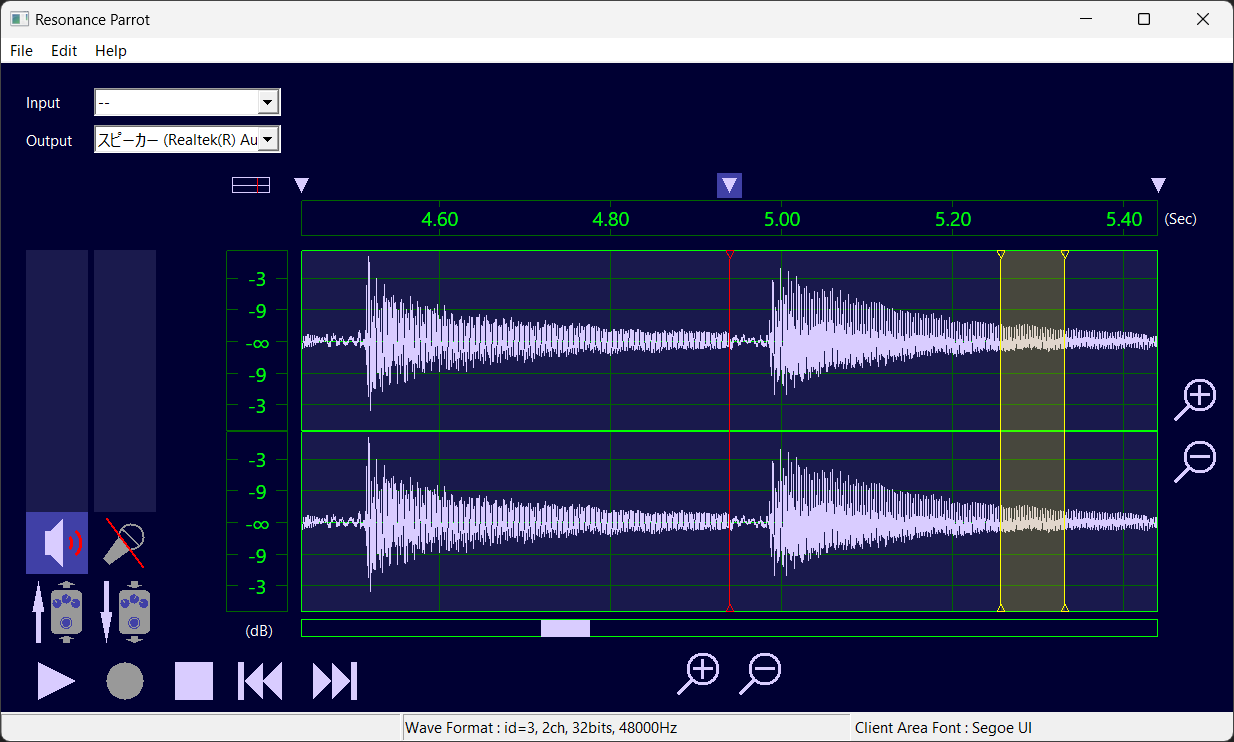 Resonance Parrot
File Edit Help
Input --
Output スピーカー (Realtek(R) Au
4.60 4.80 5.00 5.20 5.40 (Sec)
-3
-9
-∞
-9
-3
-3
-9
-∞
-9
-3
(dB)
Wave Format : id=3, 2ch, 32bits, 48000Hz Client Area Font : Segoe UI